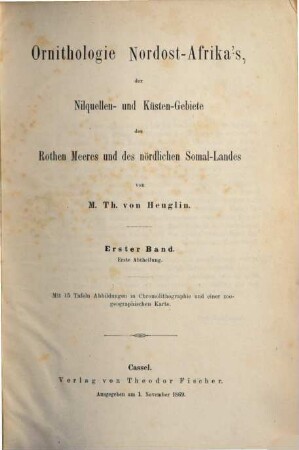 Ornithologie Nordost-Afrika's,
der
Nilquellen- und Küsten-Gebiete
des
Rothen Meeres und des nördlichen Somal-Landes
von
M. Th. von Heuglin.
Erster Band.
Erste Abtheilung.
Mit 15 Tafeln Abbildungen in Chromolithographie und einer zoo-
geographischen Karte.
Cassel.
Verlag von Theodor Fischer.
Ausgegeben am 1. November 1869.